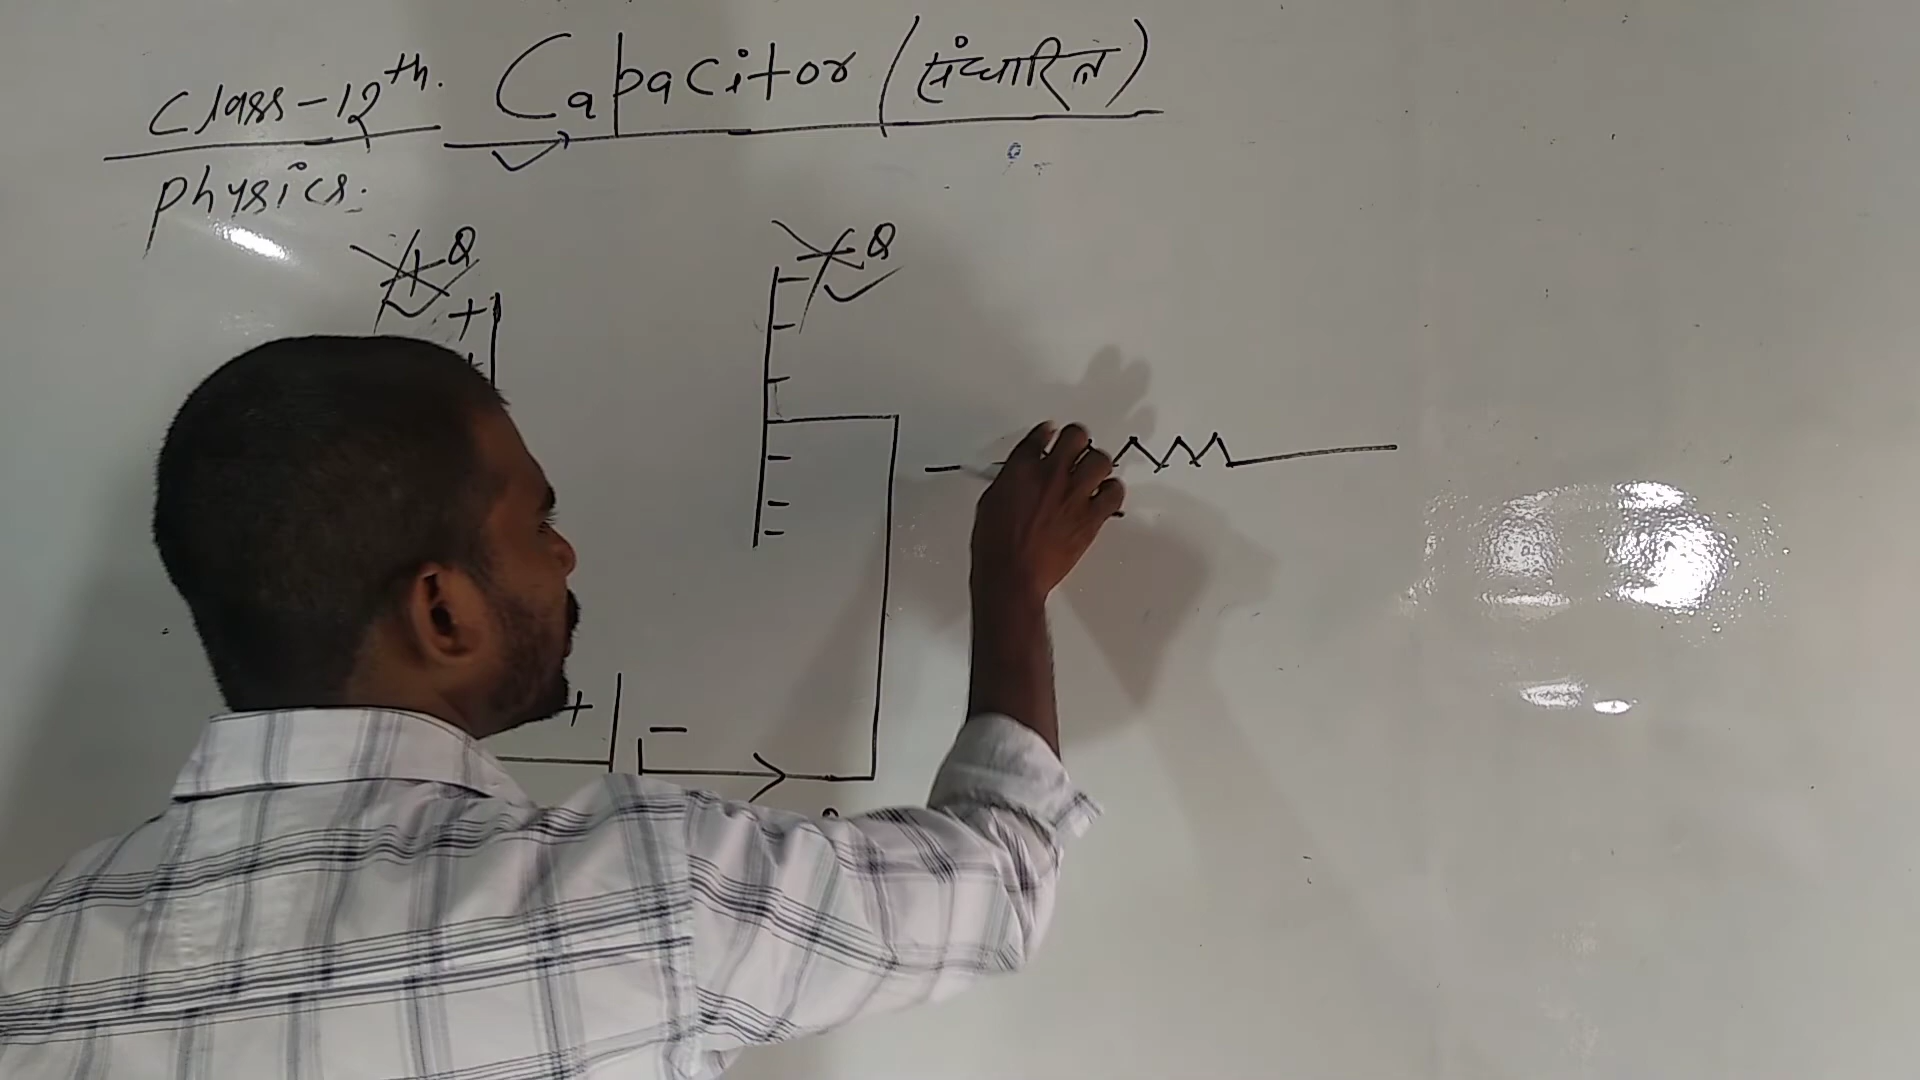 Class-12th. Capacitor (संधारित्र)
Physics:
+Q -Q
+
+ -